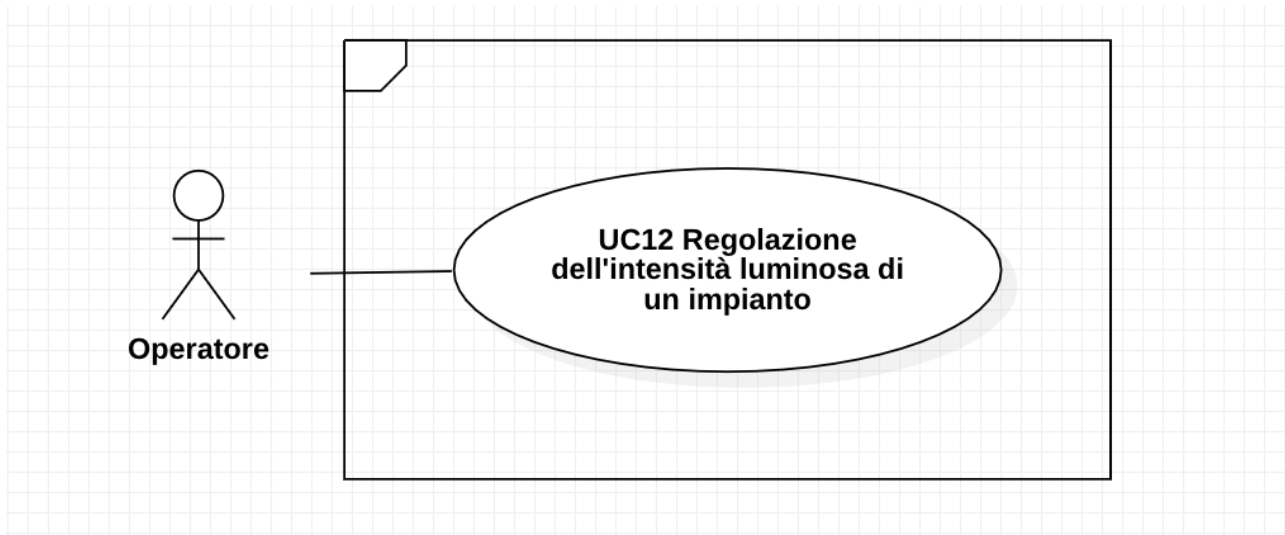 UC12 Regolazione
dell'intensità luminosa di
un impianto
Operatore